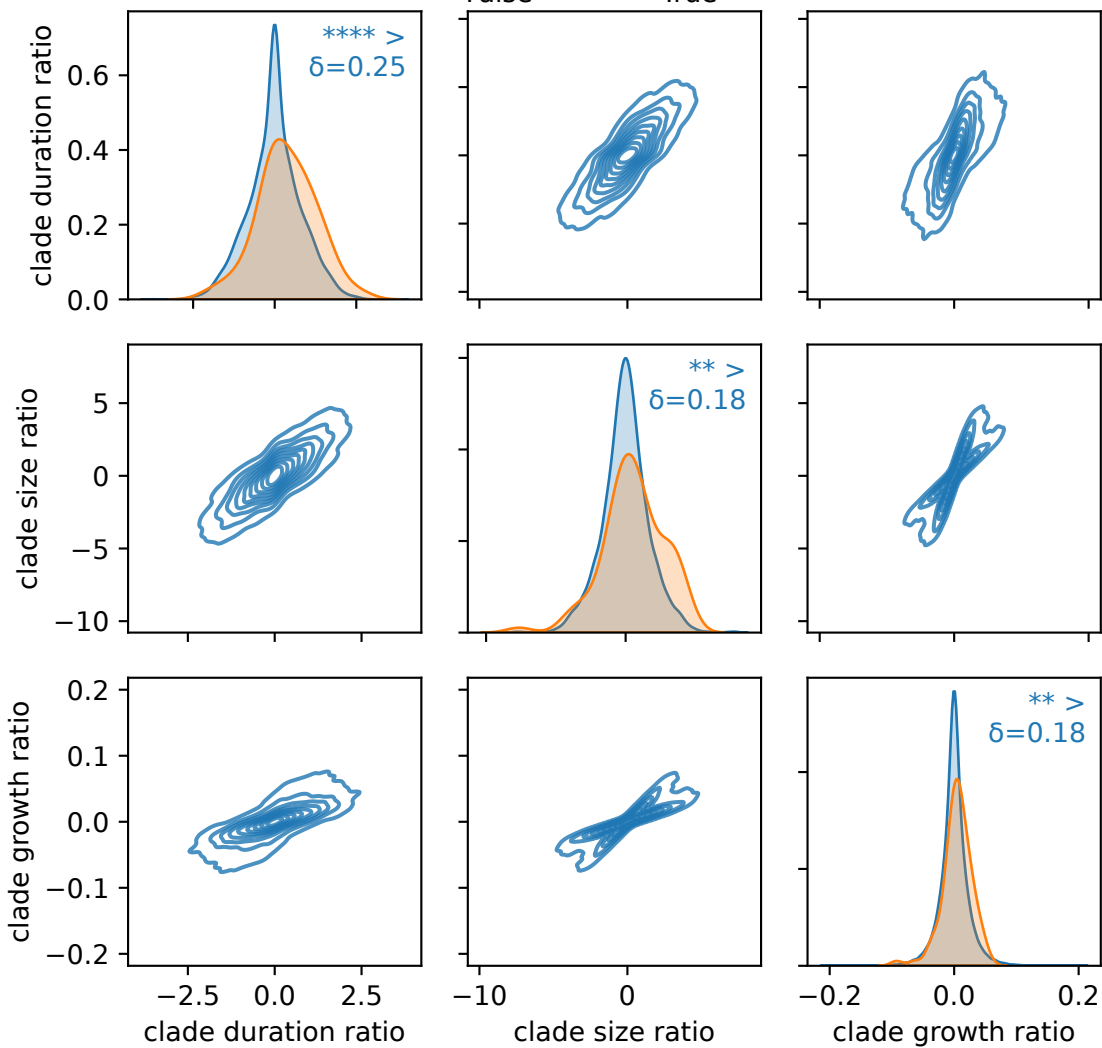 False True
clade duration ratio
0.6
0.4
0.2
0.0
**** >
δ=0.25
clade size ratio
5
0
−5
−10
** >
δ=0.18
clade growth ratio
0.2
0.1
0.0
−0.1
−0.2
** >
δ=0.18
−2.5 0.0 2.5
−10 0
−0.2 0.0 0.2
clade duration ratio
clade size ratio
clade growth ratio